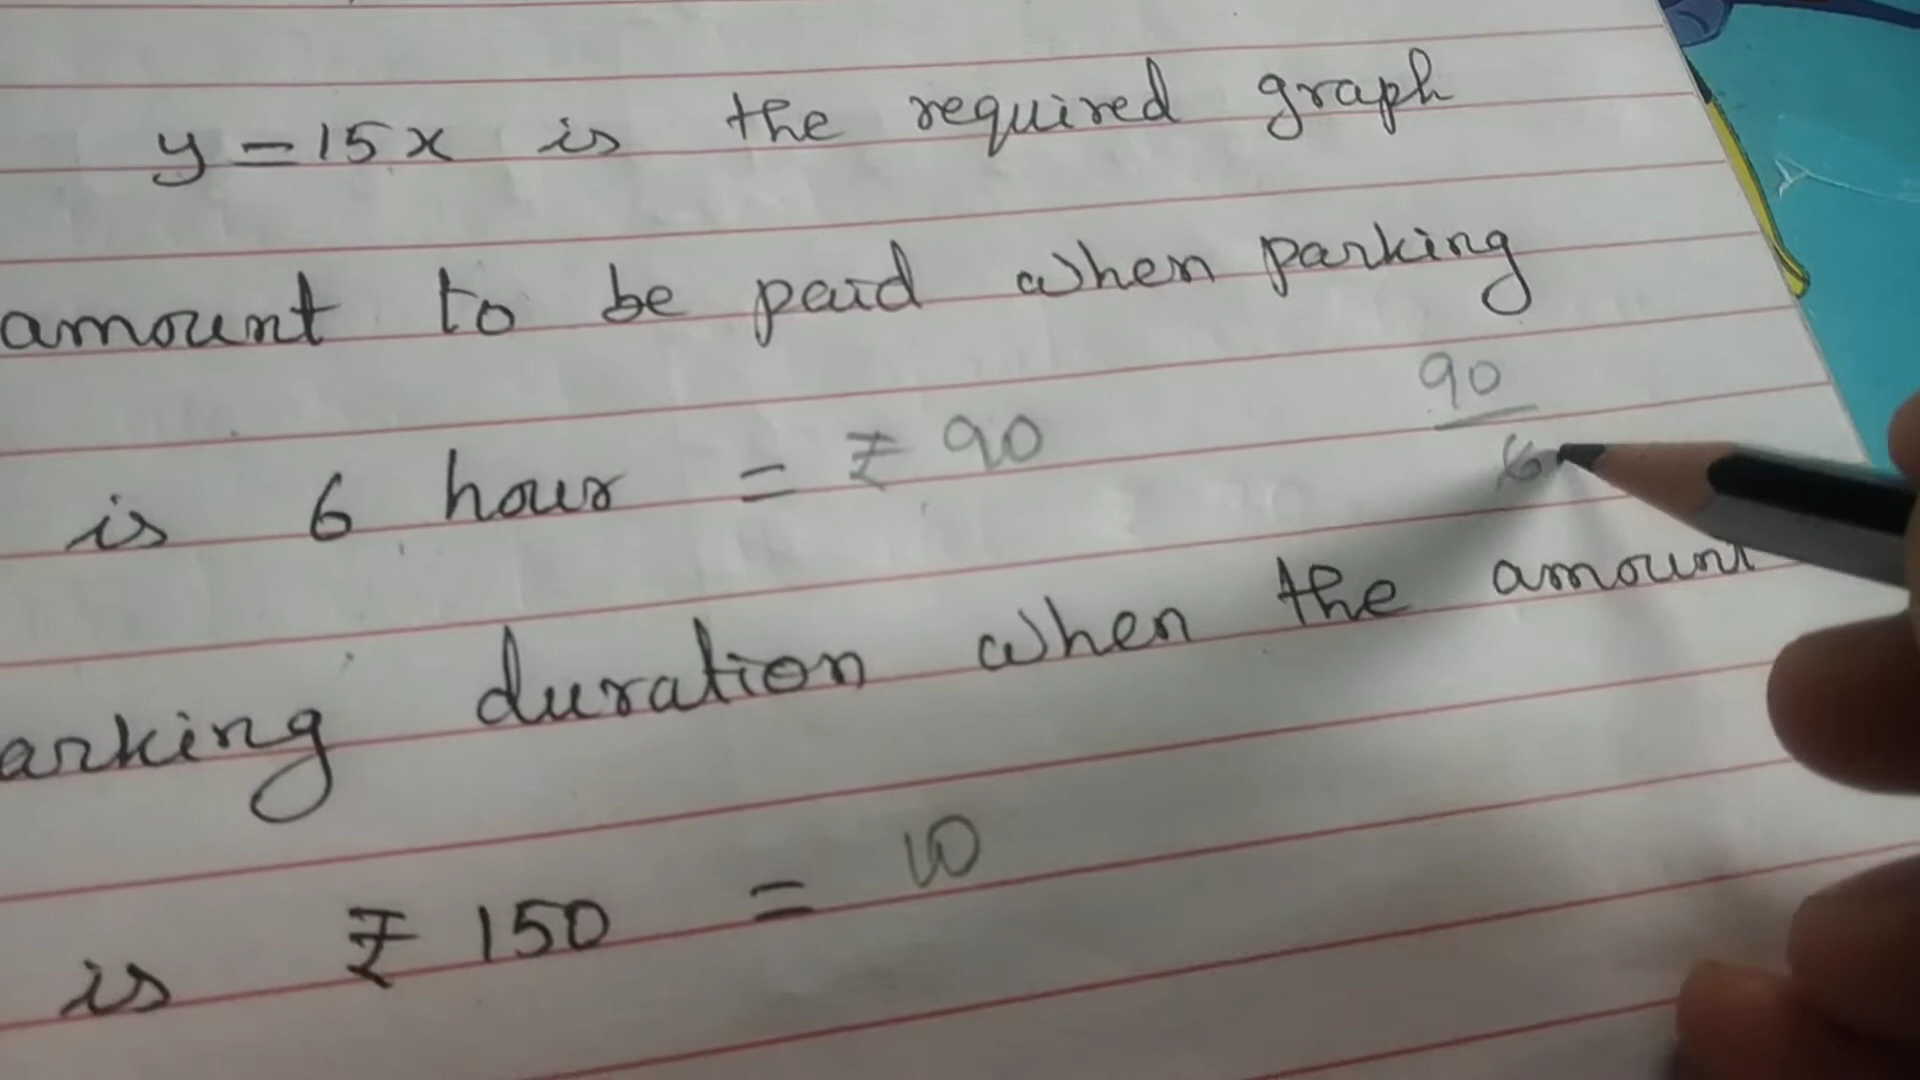 y = 15x is the required graph
amount to be paid when parking
is 6 hour = ₹ 90
90
6
arking duration when the amount
is ₹ 150 = 10